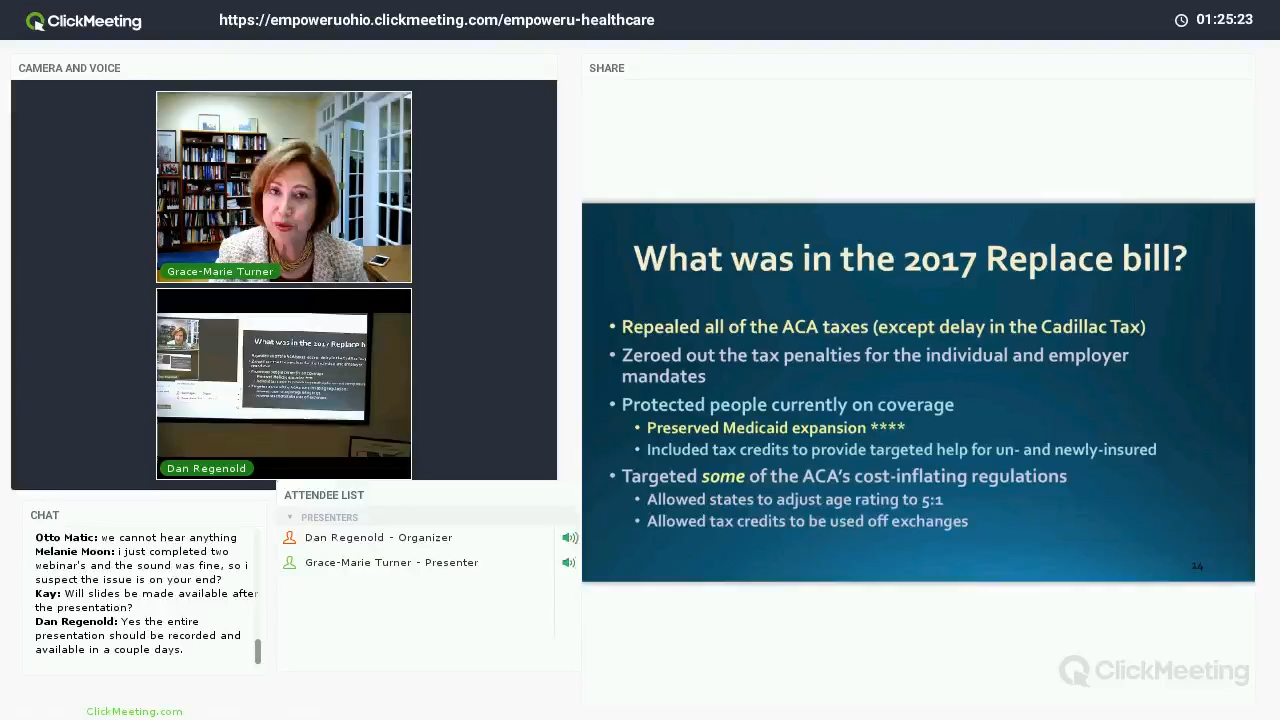 ClickMeeting
https://empoweruohio.clickmeeting.com/empoweru-healthcare
01:25:23
CAMERA AND VOICE
Grace-Marie Turner
What was in the 2017 Replace b
Dan Regenold
CHAT
Otto Matic: we cannot hear anything
Melanie Moon: i just completed two
webinar's and the sound was fine, so i
suspect the issue is on your end?
Kay: Will slides be made available after
the presentation?
Dan Regenold: Yes the entire
presentation should be recorded and
available in a couple days.
ATTENDEE LIST
PRESENTERS
Dan Regenold - Organizer
Grace-Marie Turner - Presenter
SHARE
What was in the 2017 Replace bill?
• Repealed all of the ACA taxes (except delay in the Cadillac Tax)
• Zeroed out the tax penalties for the individual and employer
mandates
• Protected people currently on coverage
• Preserved Medicaid expansion ****
• Included tax credits to provide targeted help for un- and newly-insured
• Targeted some of the ACA's cost-inflating regulations
• Allowed states to adjust age rating to 5:1
• Allowed tax credits to be used off exchanges
14
ClickMeeting
ClickMeeting.com